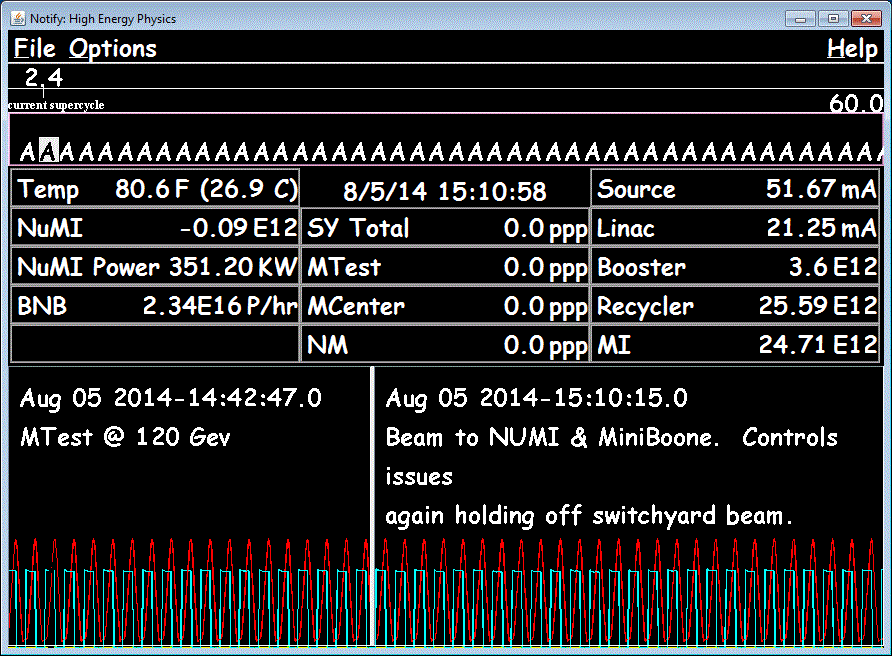 Notify: High Energy Physics
File Options Help
2.4
current supercycle 60.0
A A A A A A A A A A A A A A A A A A A A A A A A A A A A A A A A A A A A A A A A A A A A A
Temp 80.6 F (26.9 C) 8/5/14 15:10:58 Source 51.67 mA
NuMI -0.09 E12 SY Total 0.0 ppp Linac 21.25 mA
NuMI Power 351.20 KW MTest 0.0 ppp Booster 3.6 E12
BNB 2.34E16 P/hr MCenter 0.0 ppp Recycler 25.59 E12
NM 0.0 ppp MI 24.71 E12
Aug 05 2014-14:42:47.0
MTest @ 120 Gev
Aug 05 2014-15:10:15.0
Beam to NUMI & MiniBoone. Controls
issues
again holding off switchyard beam.